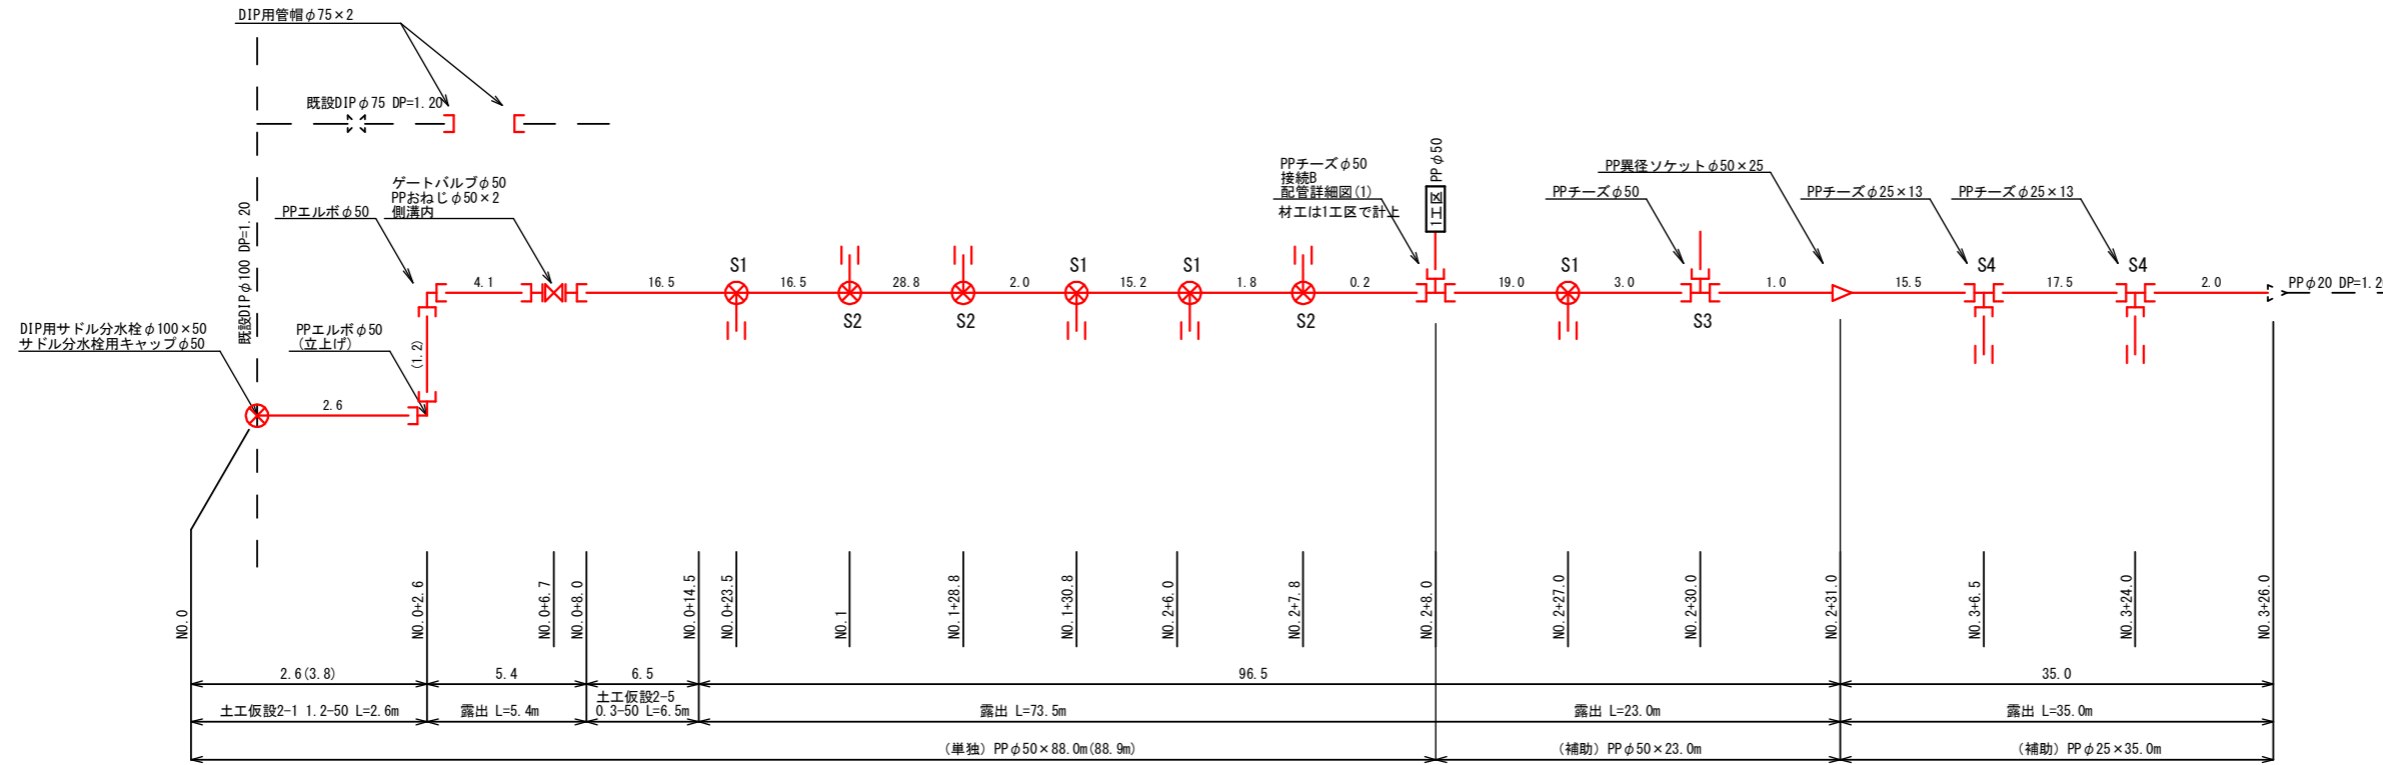 DIP用管帽φ75×2
既設DIPφ75 DP=1.20
既設DIPφ100 DP=1.20
ゲートバルブφ50
PPおねじφ50×2
側溝内
PPエルボφ50
DIP用サドル分水栓φ100×50
サドル分水栓用キャップφ50
PPエルボφ50
(立上げ)
(1.2)
2.6
4.1
16.5
S1
16.5
S2
28.8
S2
2.0
S1
15.2
S1
1.8
S2
0.2
PPチーズφ50
接続B
配管詳細図(1)
材工は1工区で計上
1工区
PPφ50
19.0
S1
3.0
PPチーズφ50
S3
1.0
PP異径ソケットφ50×25
15.5
PPチーズφ25×13
S4
17.5
PPチーズφ25×13
S4
2.0
PPφ20 DP=1.20
NO.0
NO.0+2.6
NO.0+6.7
NO.0+8.0
NO.0+14.5
NO.0+23.5
NO.1
NO.1+28.8
NO.1+30.8
NO.2+6.0
NO.2+7.8
NO.2+8.0
NO.2+27.0
NO.2+30.0
NO.2+31.0
NO.3+6.5
NO.3+24.0
NO.3+26.0
2.6(3.8)
5.4
6.5
96.5
35.0
土工仮設2-1 1.2-50 L=2.6m
露出 L=5.4m
土工仮設2-5
0.3-50 L=6.5m
露出 L=73.5m
露出 L=23.0m
露出 L=35.0m
(単独) PPφ50×88.0m(88.9m)
(補助) PPφ50×23.0m
(補助) PPφ25×35.0m